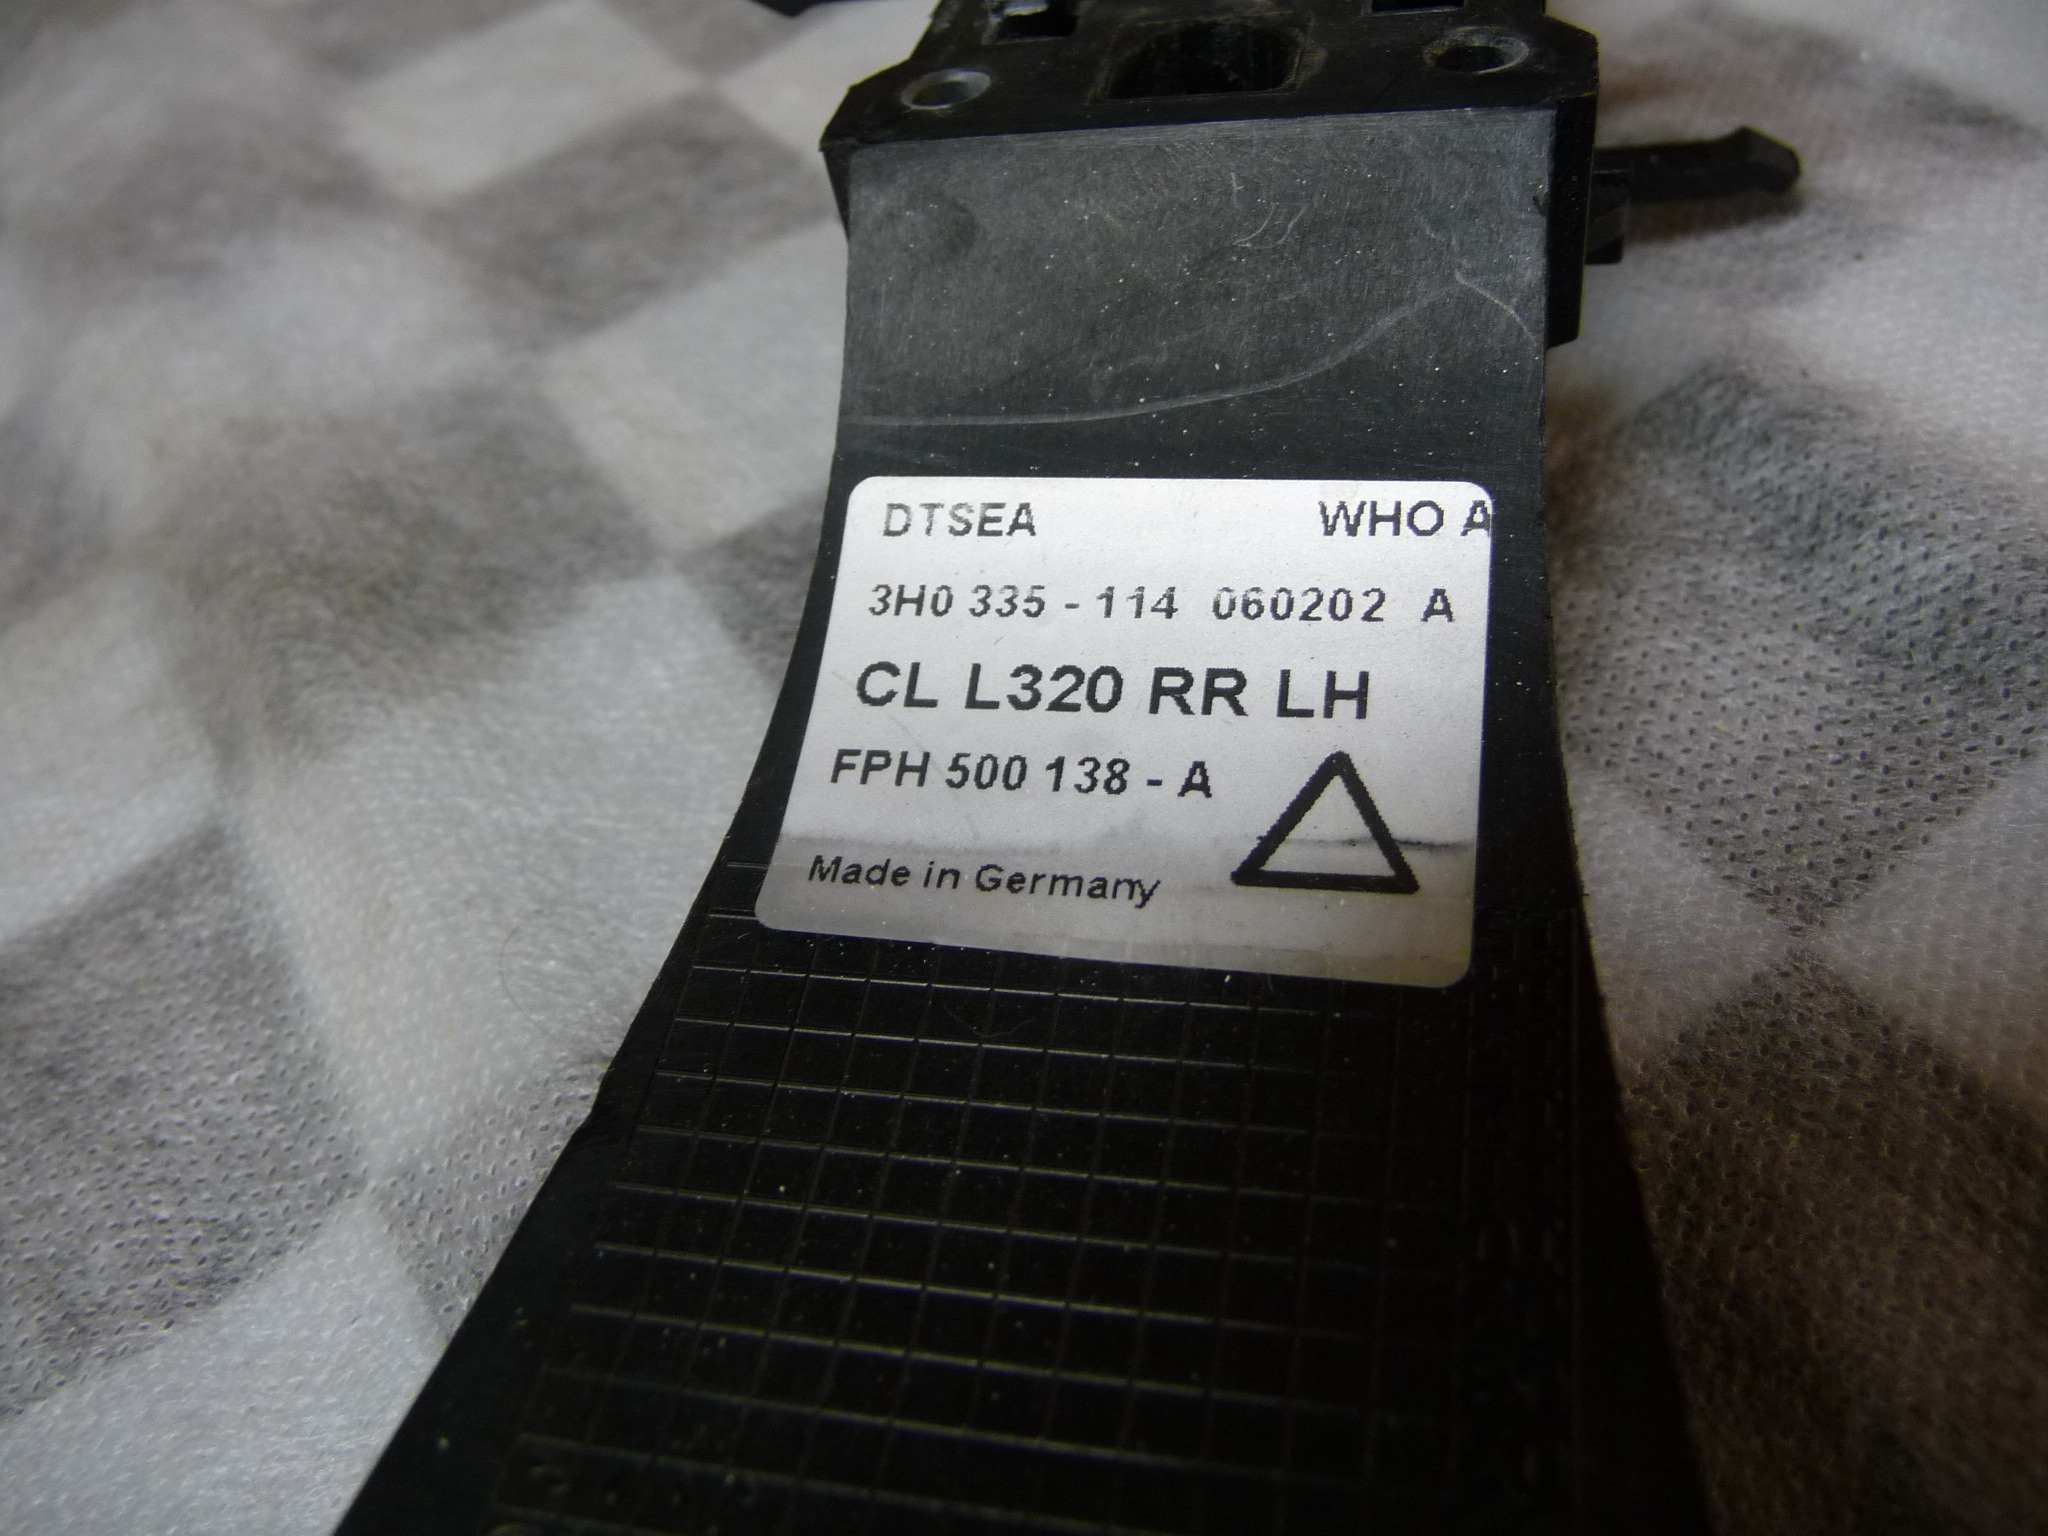 DTSEA WHO A
3H0 335 - 114 060202 A
CL L320 RR LH
FPH 500 138 - A
Made in Germany